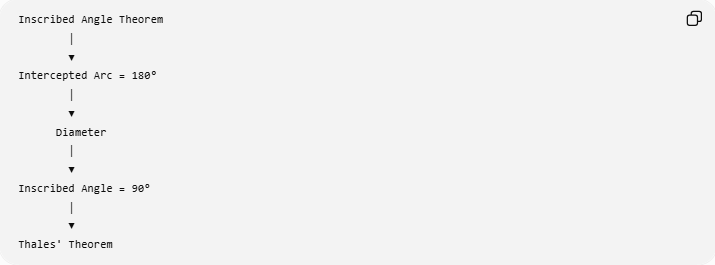 Inscribed Angle Theorem
|
▼
Intercepted Arc = 180°
|
▼
Diameter
|
▼
Inscribed Angle = 90°
|
▼
Thales' Theorem